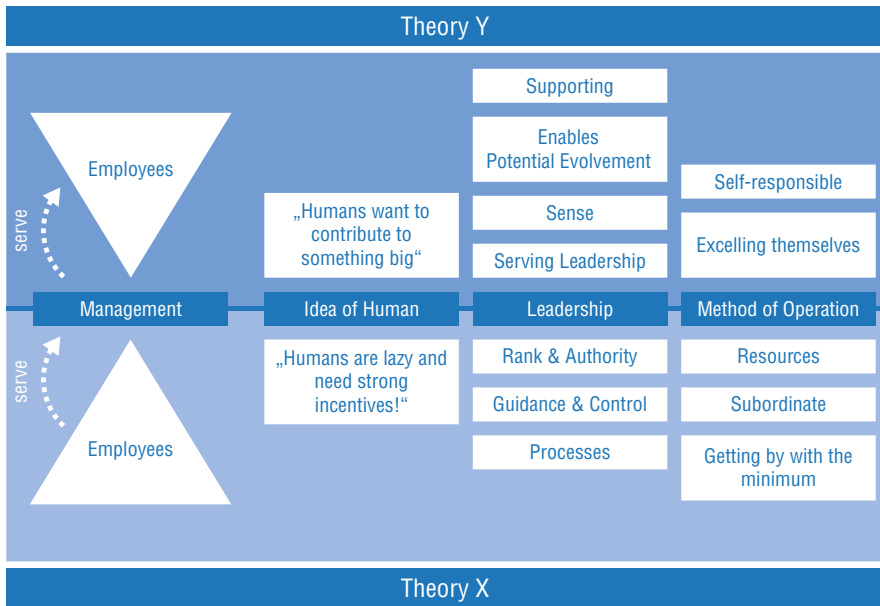 Theory Y
Employees
serve
„Humans want to
contribute to
something big“
Supporting
Enables
Potential Evolvement
Sense
Serving Leadership
Self-responsible
Excelling themselves
Management
Idea of Human
Leadership
Method of Operation
serve
Employees
„Humans are lazy and
need strong
incentives!“
Rank & Authority
Guidance & Control
Processes
Resources
Subordinate
Getting by with the
minimum
Theory X